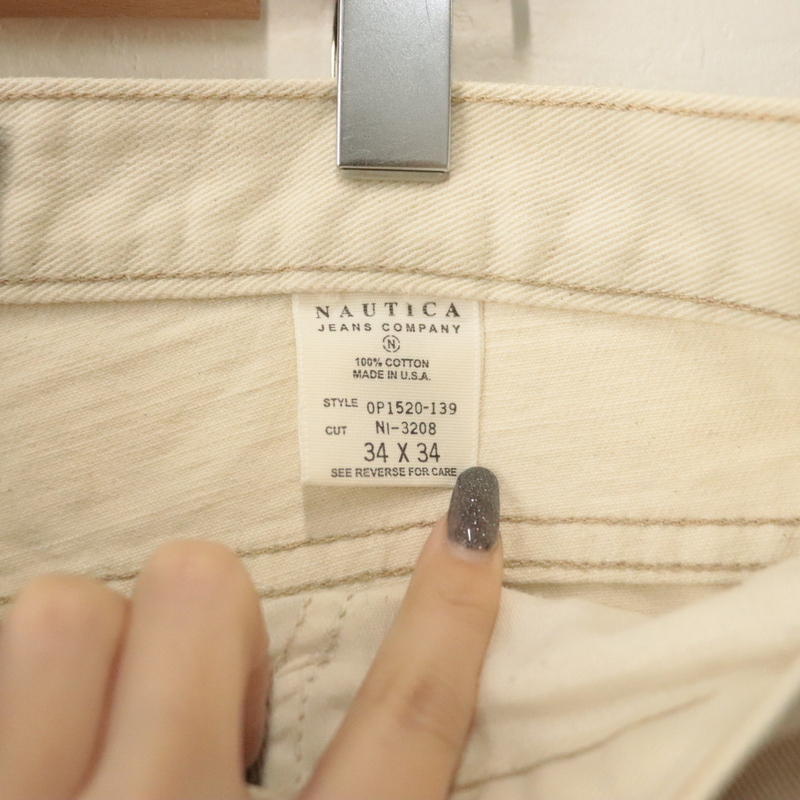 NAUTICA
JEANS COMPANY
N
100% COTTON
MADE IN U.S.A.
STYLE 0P1520-139
CUT NI-3208
34 X 34
SEE REVERSE FOR CARE